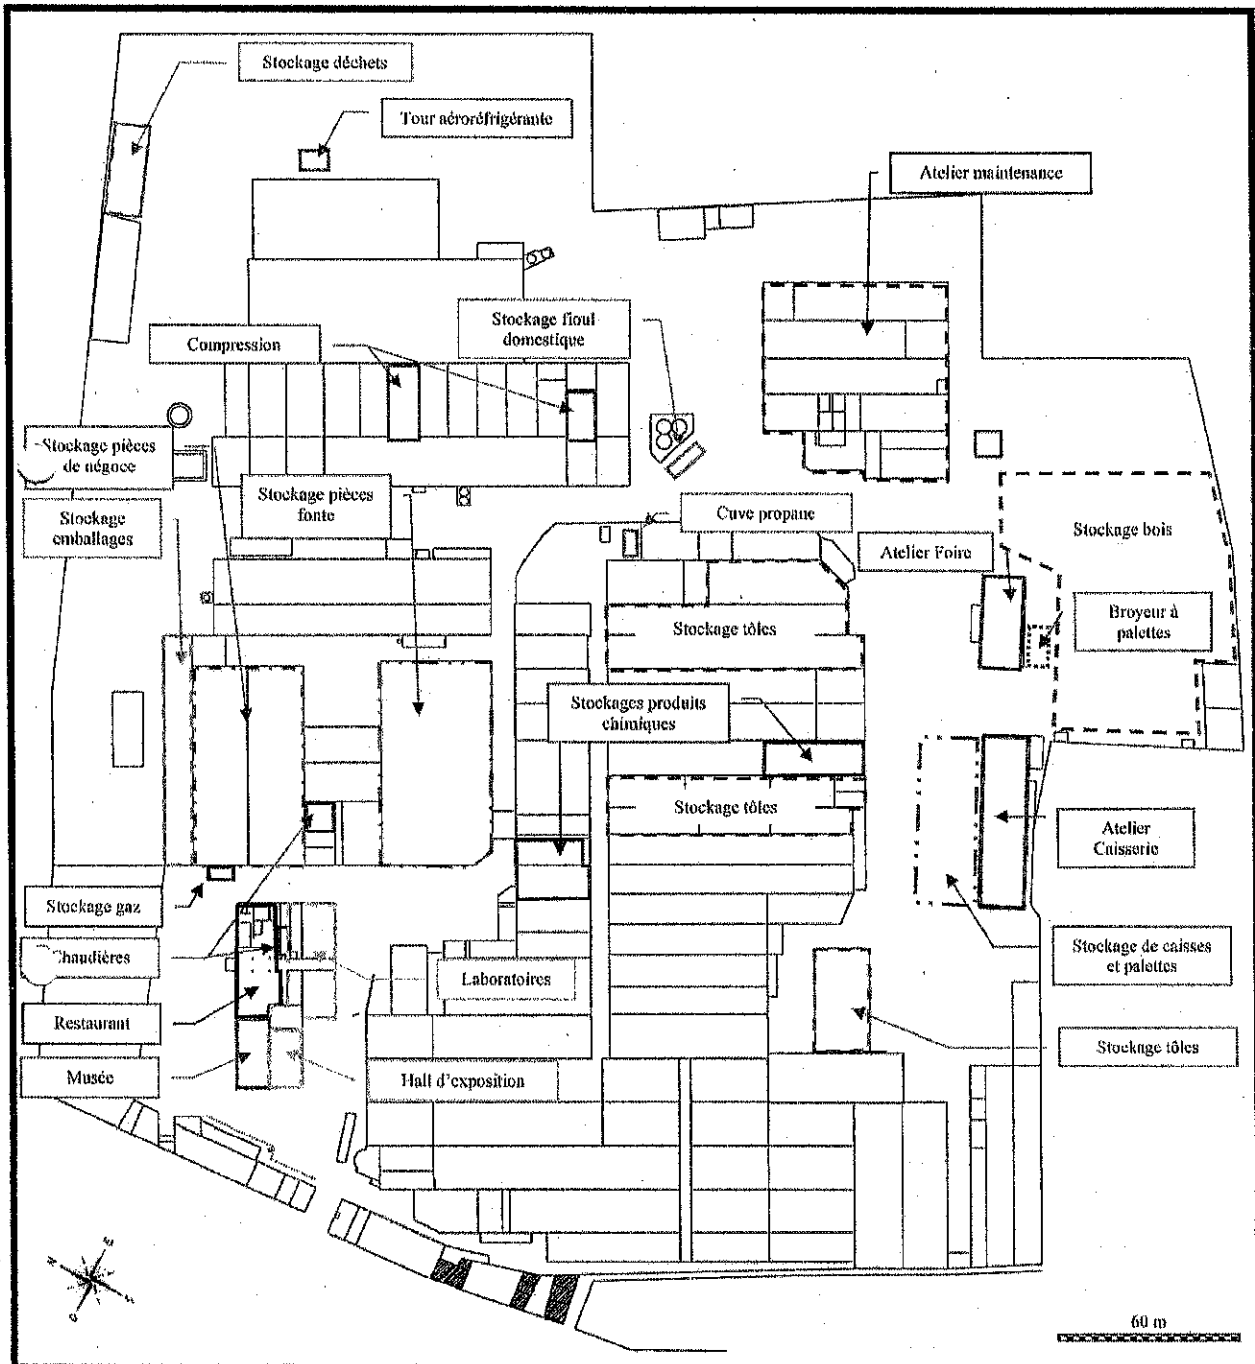 Stockage déchets
Tour aéroréfrigérante
Atelier maintenance
Stockage fioul
domestique
Compression
Stockage pièces
de négoce
Stockage pièces
fonte
Stockage
emballages
Cuve propane
Stockage bois
Atelier Foire
Broyeur à
palettes
Stockage tôles
Stockages produits
chimiques
Stockage tôles
Atelier
Caisserie
Stockage gaz
Chaudières
Laboratoires
Stockage de caisses
et palettes
Restaurant
Stockage tôles
Musée
Hall d'exposition
N
E
S
O
60 m